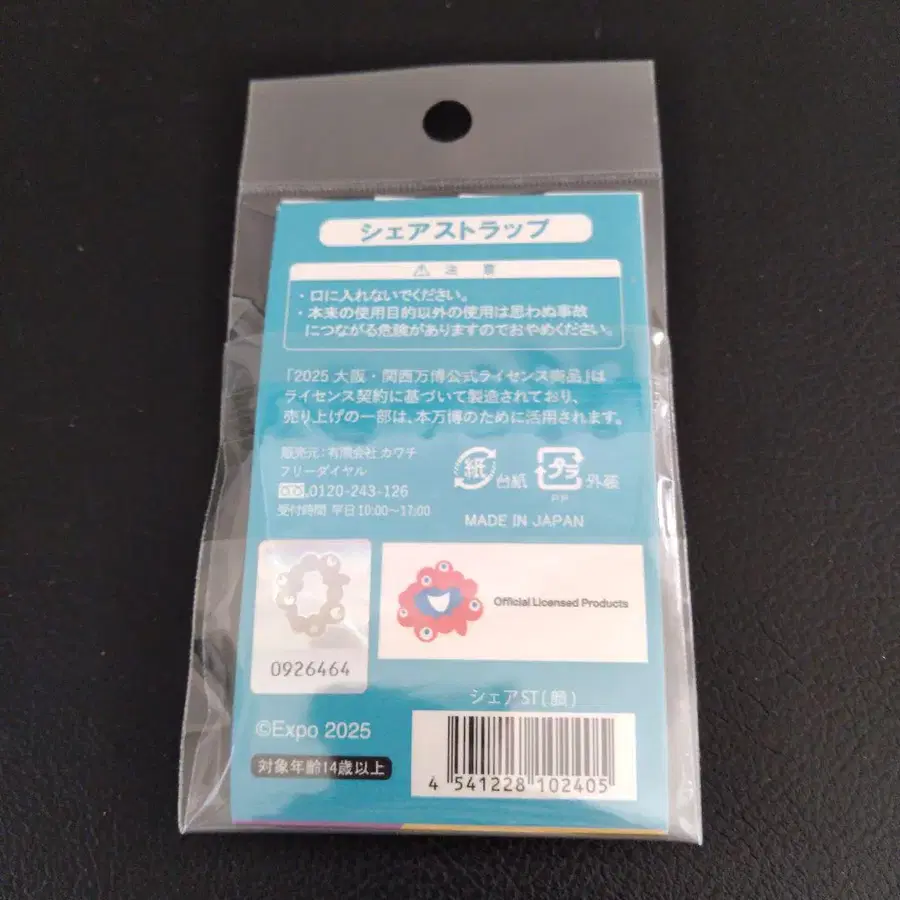 シェアストラップ
⚠ 注 意
・口に入れないでください。
・本来の使用目的以外の使用は思わぬ事故
につながる危険がありますのでおやめください。
「2025 大阪・関西万博公式ライセンス商品」は
ライセンス契約に基づいて製造されており、
売り上げの一部は、本万博のために活用されます。
販売元：有限会社 カワチ
フリーダイヤル
0120-243-126
受付時間 平日10:00〜17:00
紙 台紙 プラ 外装
PP
MADE IN JAPAN
0926464
Official Licensed Products
シェアST(顔)
©Expo 2025
対象年齢14歳以上
4 541228 102405